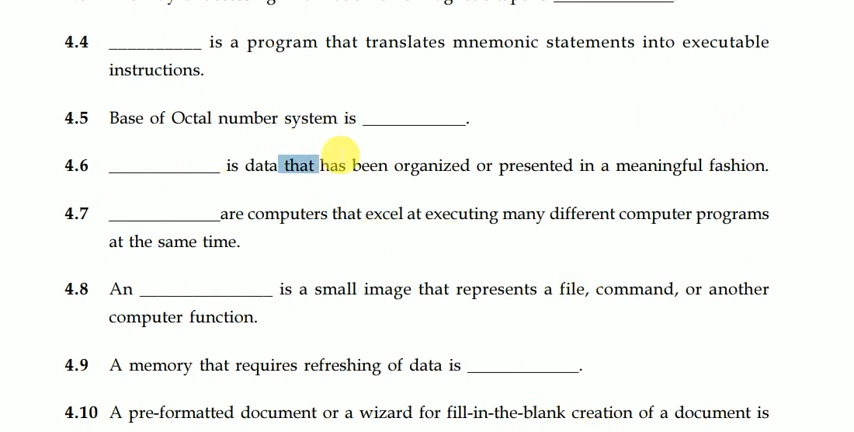 4.4 __________ is a program that translates mnemonic statements into executable
instructions.
4.5 Base of Octal number system is ___________.
4.6 ____________ is data that has been organized or presented in a meaningful fashion.
4.7 ____________are computers that excel at executing many different computer programs
at the same time.
4.8 An ______________ is a small image that represents a file, command, or another
computer function.
4.9 A memory that requires refreshing of data is ____________.
4.10 A pre-formatted document or a wizard for fill-in-the-blank creation of a document is